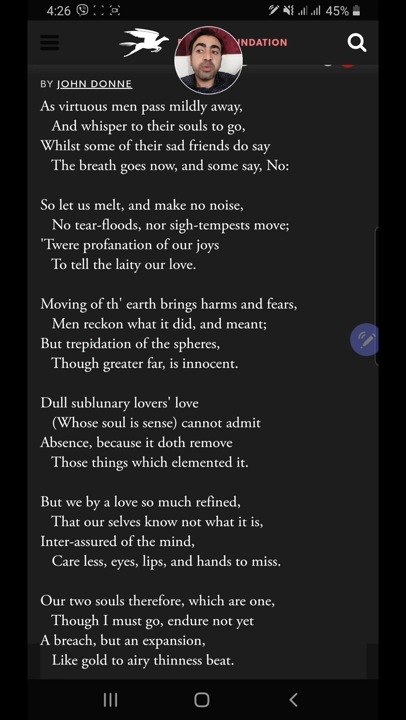 4:26
45%
NDATION
BY JOHN DONNE
As virtuous men pass mildly away,
And whisper to their souls to go,
Whilst some of their sad friends do say
The breath goes now, and some say, No:
So let us melt, and make no noise,
No tear-floods, nor sigh-tempests move;
'Twere profanation of our joys
To tell the laity our love.
Moving of th' earth brings harms and fears,
Men reckon what it did, and meant;
But trepidation of the spheres,
Though greater far, is innocent.
Dull sublunary lovers' love
(Whose soul is sense) cannot admit
Absence, because it doth remove
Those things which elemented it.
But we by a love so much refined,
That our selves know not what it is,
Inter-assured of the mind,
Care less, eyes, lips, and hands to miss.
Our two souls therefore, which are one,
Though I must go, endure not yet
A breach, but an expansion,
Like gold to airy thinness beat.